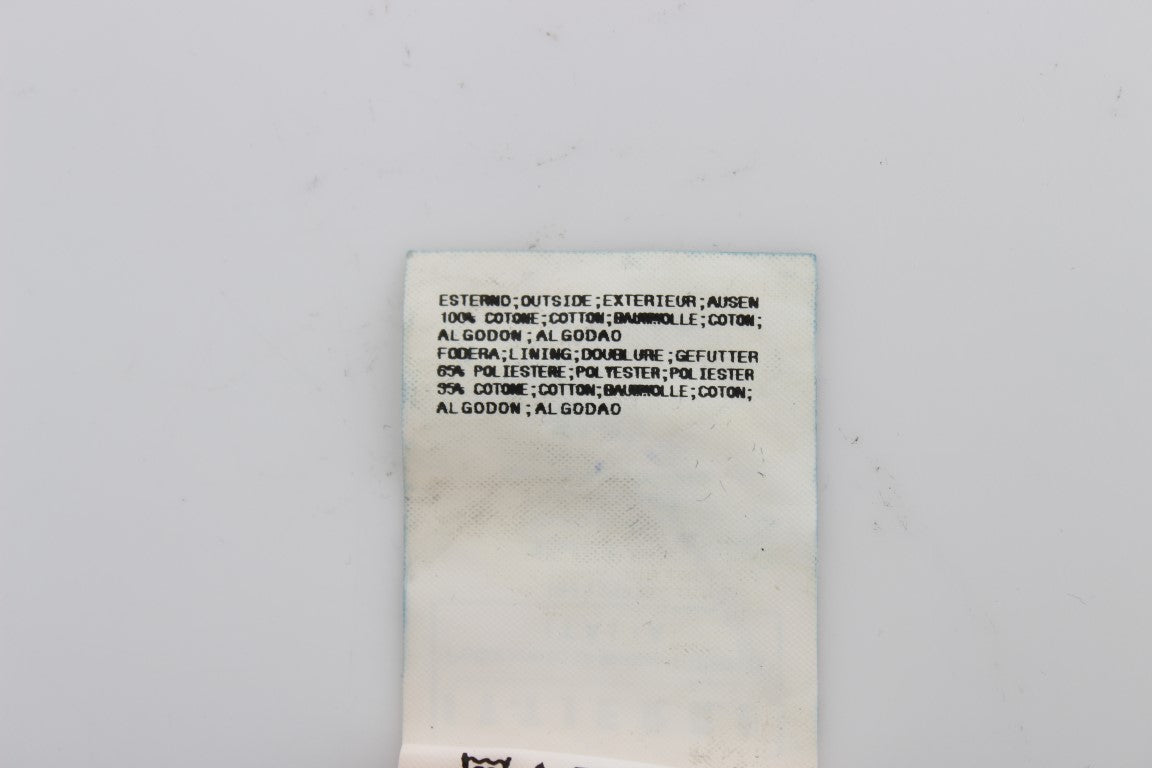 ESTERNO;OUTSIDE;EXTERIEUR;AUSEN
100% COTONE;COTTON;BAUMWOLLE;COTON;
ALGODON;ALGODAO
FODERA;LINING;DOUBLURE;GEFUTTER
65% POLIESTERE;POLYESTER;POLIESTER
35% COTONE;COTTON;BAUMWOLLE;COTON;
ALGODON;ALGODAO